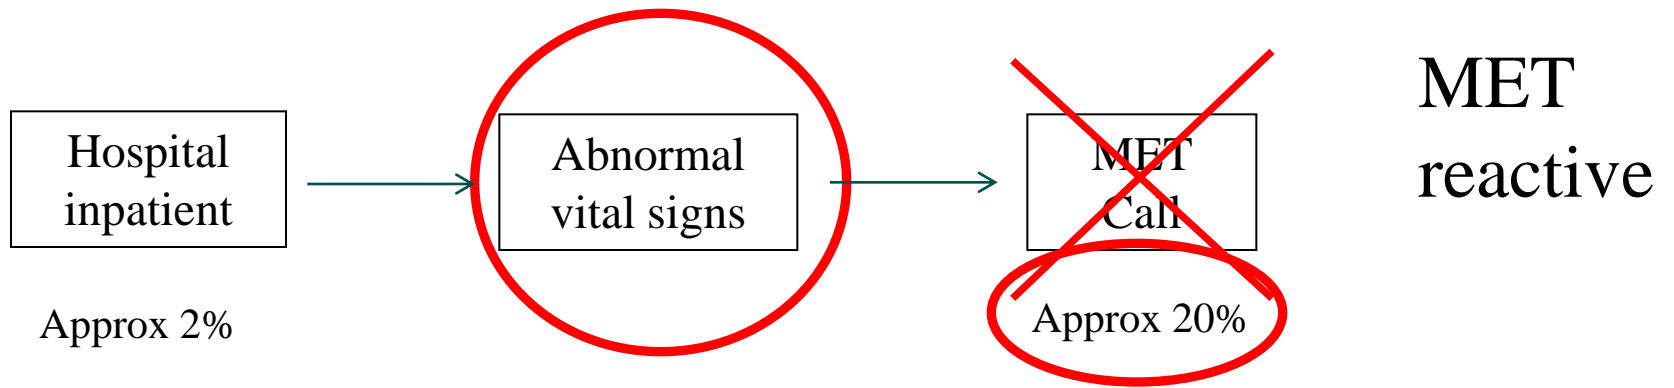 Hospital
inpatient
Approx 2%
Abnormal
vital signs
MET
Call
Approx 20%
MET
reactive